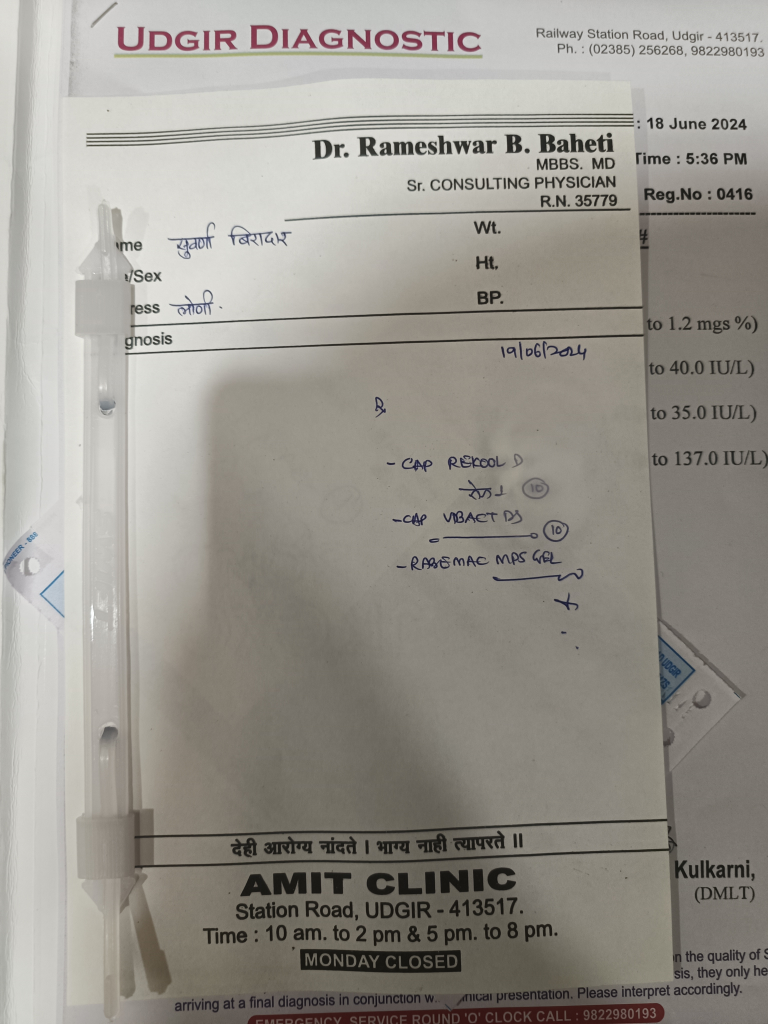 UDGIR DIAGNOSTIC
Railway Station Road, Udgir - 413517.
Ph. : (02385) 256268, 9822980193
: 18 June 2024
Time : 5:36 PM
Reg.No : 0416
Dr. Rameshwar B. Baheti
MBBS. MD
Sr. CONSULTING PHYSICIAN
R.N. 35779
me सुवर्णा बिरादार
Wt.
/Sex
Ht.
ress लोणी.
BP.
gnosis
19/06/2024
to 1.2 mgs %)
to 40.0 IU/L)
to 35.0 IU/L)
to 137.0 IU/L)
℞
- CAP REKOOL D
10
- CAP VIBACT DS
10
- RABEMAC MPS GEL
देही आरोग्य नांदते । भाग्य नाही त्यापरते ॥
AMIT CLINIC
Station Road, UDGIR - 413517.
Time : 10 am. to 2 pm & 5 pm. to 8 pm.
MONDAY CLOSED
Kulkarni,
(DMLT)
n the quality of
sis, they only he
arriving at a final diagnosis in conjunction presentation. Please interpret accordingly.
EMERGENCY SERVICE ROUND 'O' CLOCK CALL : 9822980193